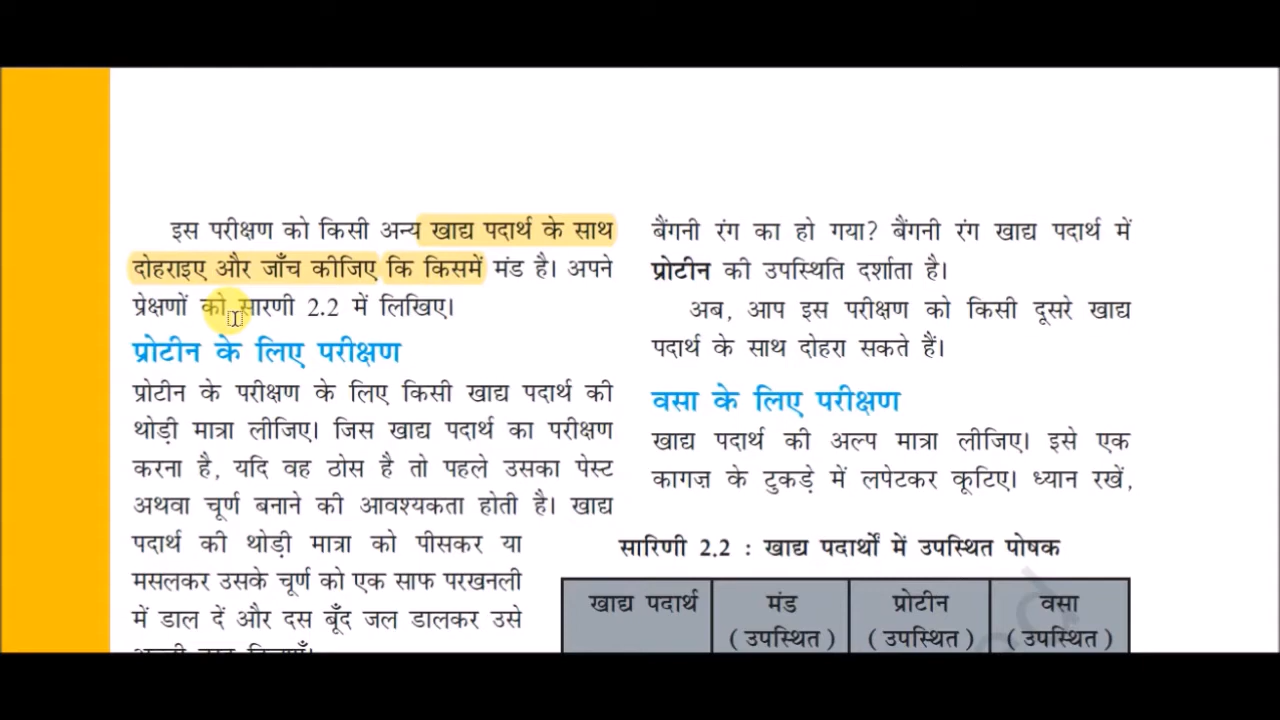 इस परीक्षण को किसी अन्य खाद्य पदार्थ के साथ
दोहराइए और जाँच कीजिए कि किसमें मंड है। अपने
प्रेक्षणों को सारणी 2.2 में लिखिए।
प्रोटीन के लिए परीक्षण
प्रोटीन के परीक्षण के लिए किसी खाद्य पदार्थ की
थोड़ी मात्रा लीजिए। जिस खाद्य पदार्थ का परीक्षण
करना है, यदि वह ठोस है तो पहले उसका पेस्ट
अथवा चूर्ण बनाने की आवश्यकता होती है। खाद्य
पदार्थ की थोड़ी मात्रा को पीसकर या
मसलकर उसके चूर्ण को एक साफ परखनली
में डाल दें और दस बूँद जल डालकर उसे
बैंगनी रंग का हो गया? बैंगनी रंग खाद्य पदार्थ में
प्रोटीन की उपस्थिति दर्शाता है।
अब, आप इस परीक्षण को किसी दूसरे खाद्य
पदार्थ के साथ दोहरा सकते हैं।
वसा के लिए परीक्षण
खाद्य पदार्थ की अल्प मात्रा लीजिए। इसे एक
कागज़ के टुकड़े में लपेटकर कूटिए। ध्यान रखें,
सारिणी 2.2 : खाद्य पदार्थों में उपस्थित पोषक
खाद्य पदार्थ मंड प्रोटीन वसा
(उपस्थित) (उपस्थित) (उपस्थित)